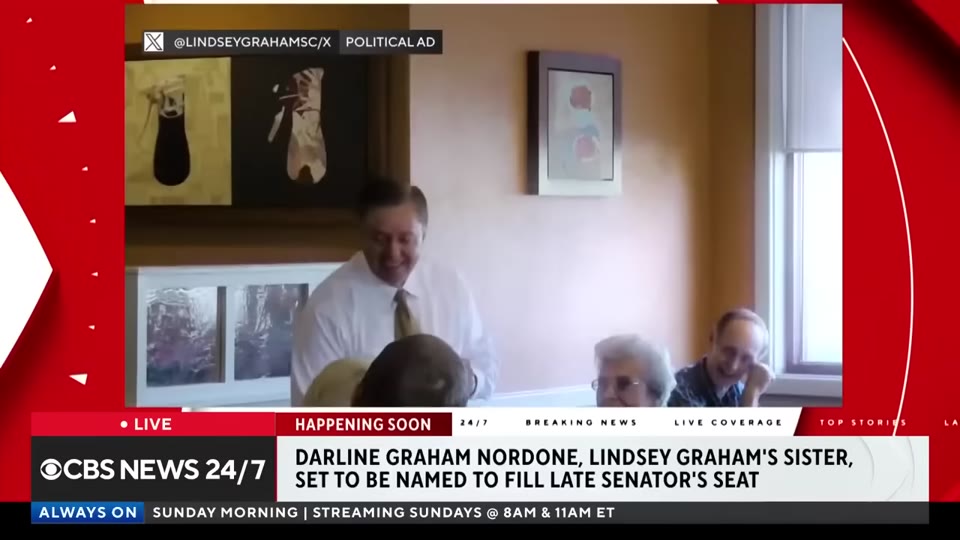 @LINDSEYGRAHAMSC/X POLITICAL AD
LIVE
HAPPENING SOON
24/7 BREAKING NEWS LIVE COVERAGE TOP STORIES
CBS NEWS 24/7
DARLINE GRAHAM NORDONE, LINDSEY GRAHAM'S SISTER,
SET TO BE NAMED TO FILL LATE SENATOR'S SEAT
ALWAYS ON SUNDAY MORNING | STREAMING SUNDAYS @ 8AM & 11AM ET